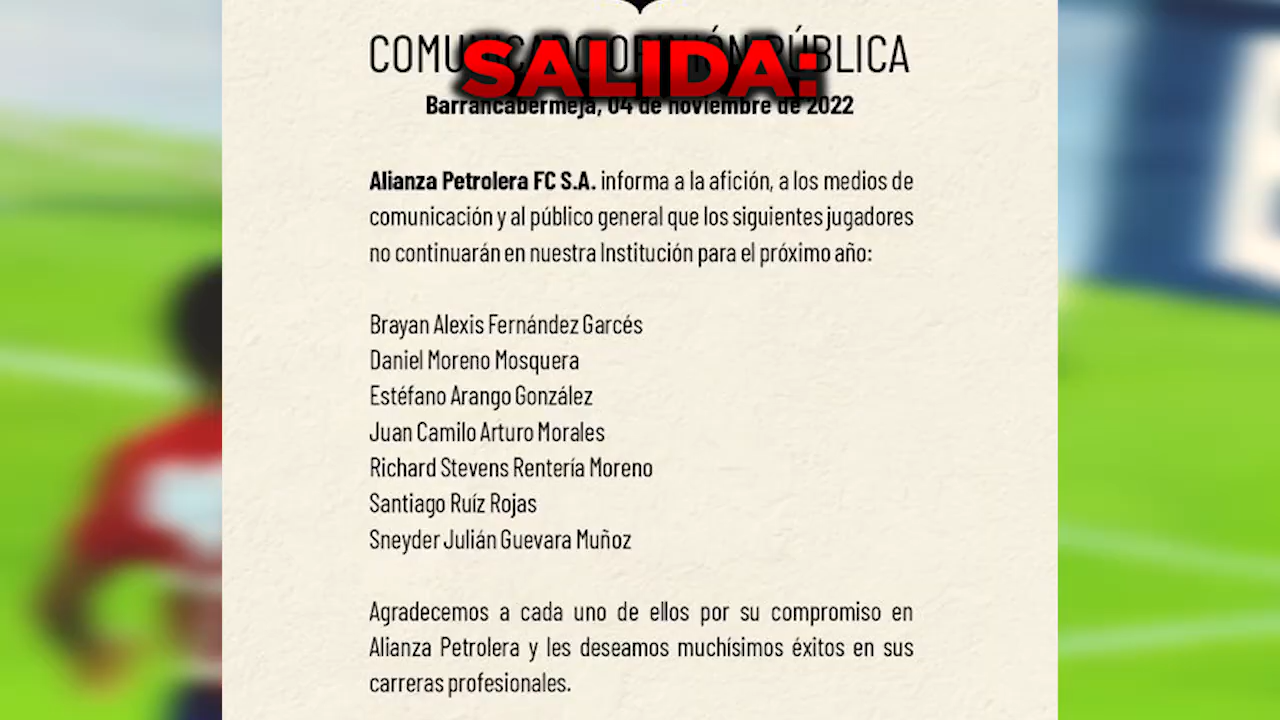 COMUNICADO OPINIÓN PÚBLICA
SALIDA:
Barrancabermeja, 04 de noviembre de 2022
Alianza Petrolera FC S.A. informa a la afición, a los medios de
comunicación y al público general que los siguientes jugadores
no continuarán en nuestra Institución para el próximo año:
Brayan Alexis Fernández Garcés
Daniel Moreno Mosquera
Estéfano Arango González
Juan Camilo Arturo Morales
Richard Stevens Rentería Moreno
Santiago Ruíz Rojas
Sneyder Julián Guevara Muñoz
Agradecemos a cada uno de ellos por su compromiso en
Alianza Petrolera y les deseamos muchísimos éxitos en sus
carreras profesionales.